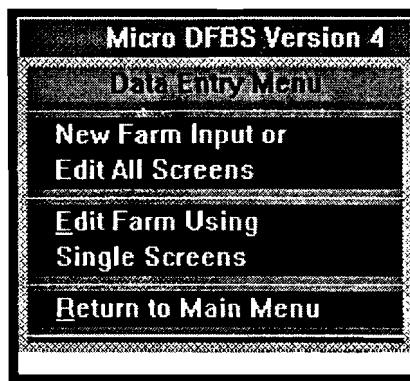 Micro DFBS Version 4
Data Entry Menu
New Farm Input or
Edit All Screens
Edit Farm Using
Single Screens
Return to Main Menu